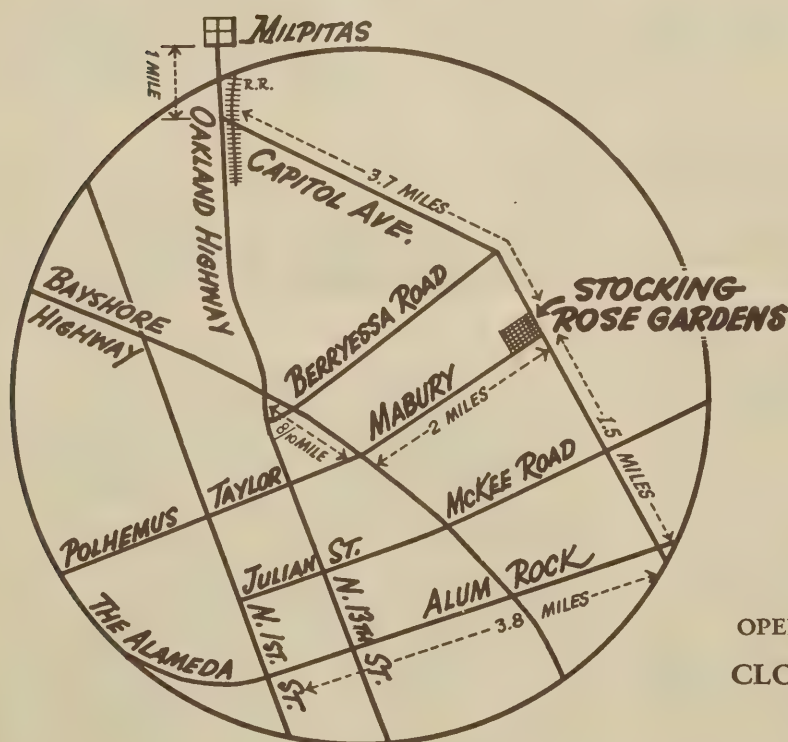 MILPITAS
1 MILE
R.R.
OAKLAND HIGHWAY
CAPITOL AVE.
3.7 MILES
BAYSHORE
HIGHWAY
BERRYESSA ROAD
STOCKING
ROSE GARDENS
MABURY
2 MILES
8/10 MILE
1.5 MILES
POLHEMUS
TAYLOR
MCKEE ROAD
JULIAN ST.
N. 13TH ST.
ALUM ROCK
3.8 MILES
THE ALAMEDA
N. 1ST. ST.
OPE
CLO